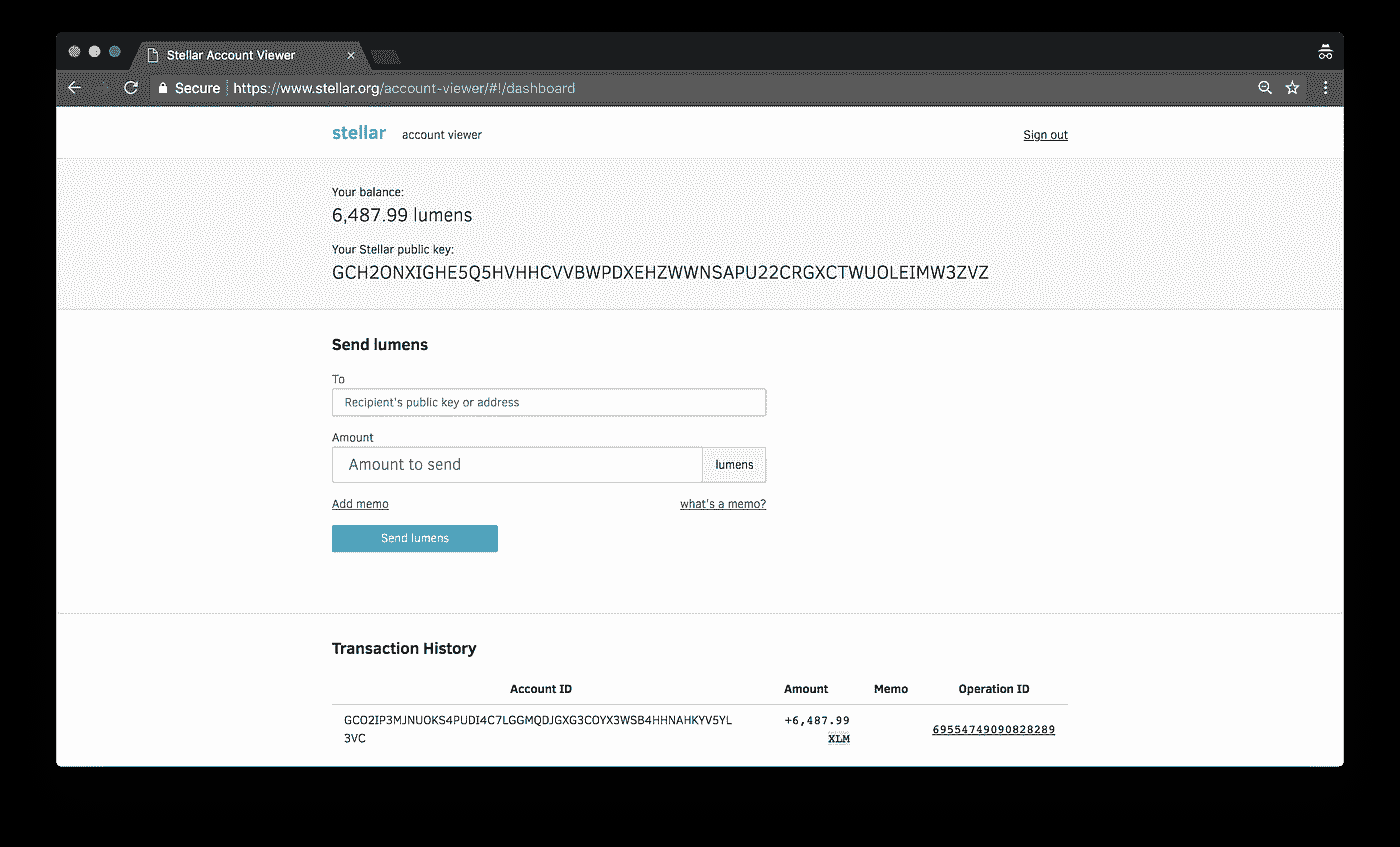 Stellar Account Viewer
Secure https://www.stellar.org/account-viewer/#!/dashboard
stellar account viewer Sign out
Your balance:
6,487.99 lumens
Your Stellar public key:
GCH2ONXIGHE5Q5HVHHCVVBWPDXEHZWWNSAPU22CRGXCTWUOLEIMW3ZVZ
Send lumens
To
Recipient's public key or address
Amount
Amount to send lumens
Add memo what's a memo?
Send lumens
Transaction History
Account ID Amount Memo Operation ID
GCO2IP3MJNUOKS4PUDI4C7LGGMQDJGXG3COYX3WSB4HHNAHKYV5YL +6,487.99 69554749090828289
3VC XLM